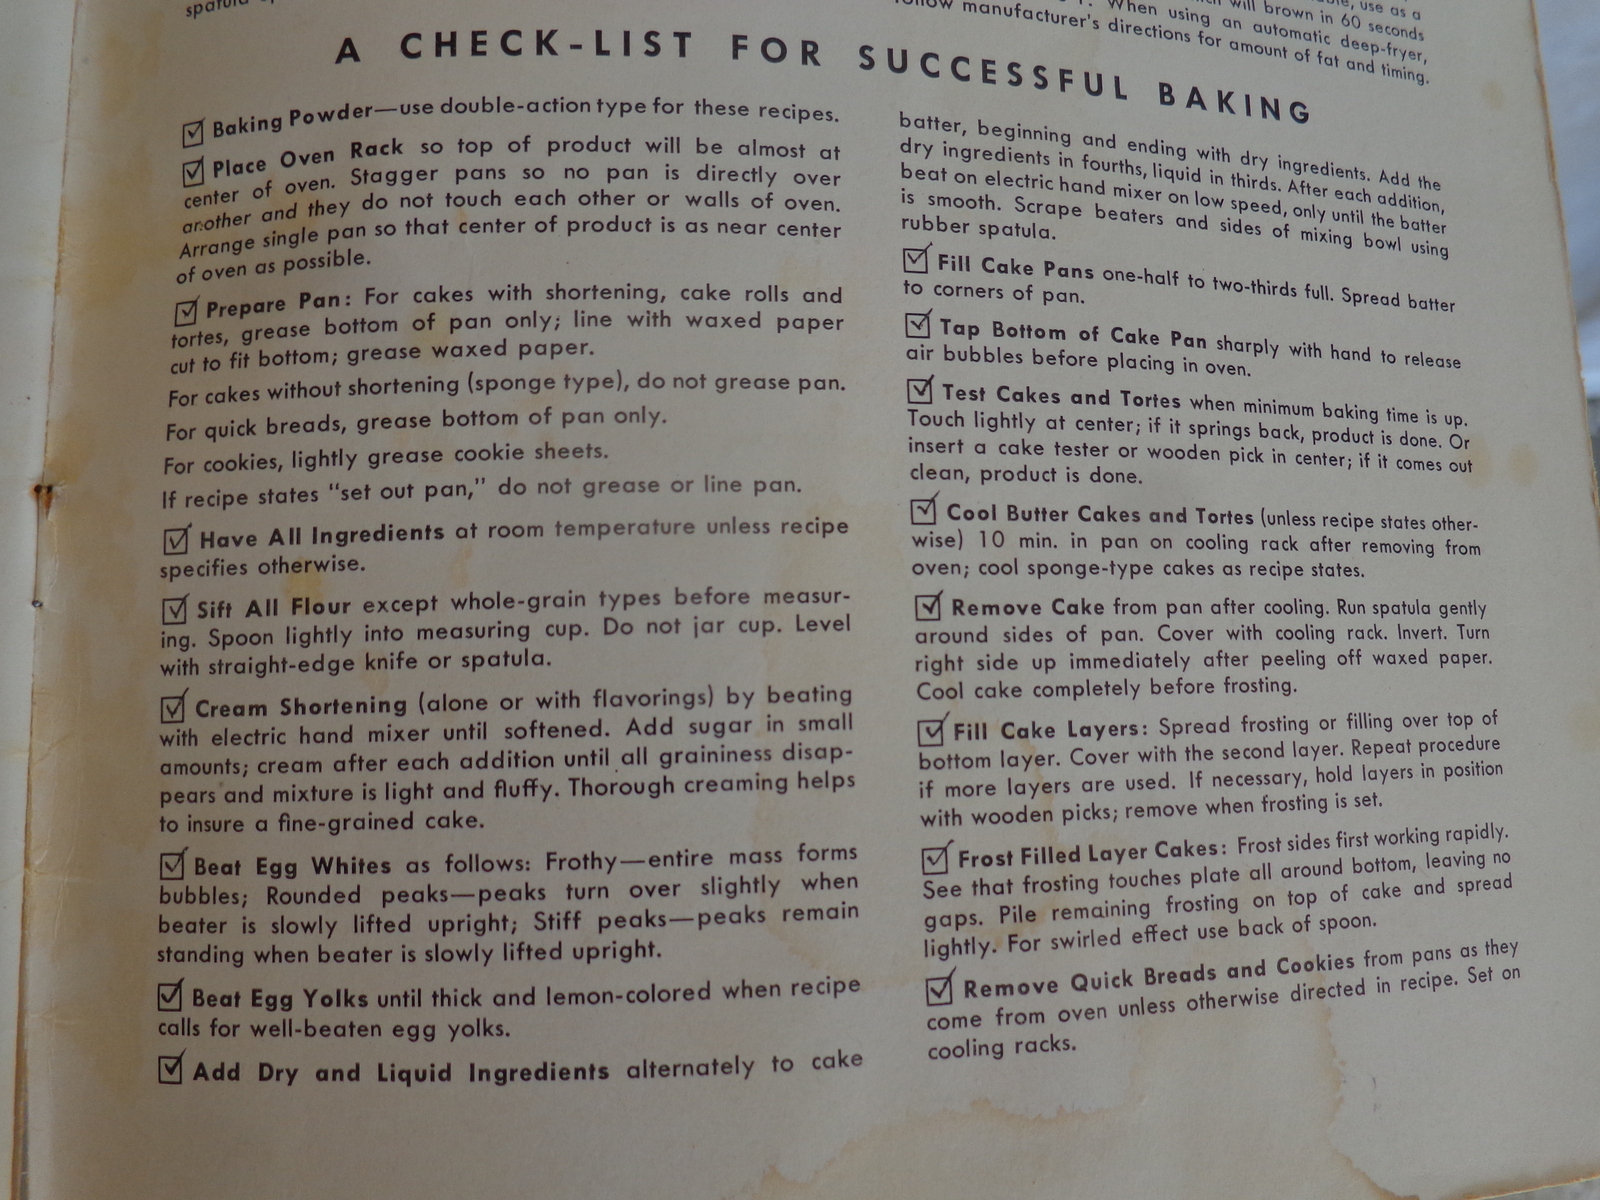 spatula
use as a
will brown in 60 seconds
When using an automatic deep-fryer,
follow manufacturer's directions for amount of fat and timing.
A CHECK-LIST FOR SUCCESSFUL BAKING
☑ Baking Powder—use double-action type for these recipes.
☑ Place Oven Rack so top of product will be almost at
center of oven. Stagger pans so no pan is directly over
another and they do not touch each other or walls of oven.
Arrange single pan so that center of product is as near center
of oven as possible.
☑ Prepare Pan: For cakes with shortening, cake rolls and
tortes, grease bottom of pan only; line with waxed paper
cut to fit bottom; grease waxed paper.
For cakes without shortening (sponge type), do not grease pan.
For quick breads, grease bottom of pan only.
For cookies, lightly grease cookie sheets.
If recipe states "set out pan," do not grease or line pan.
☑ Have All Ingredients at room temperature unless recipe
specifies otherwise.
☑ Sift All Flour except whole-grain types before measur-
ing. Spoon lightly into measuring cup. Do not jar cup. Level
with straight-edge knife or spatula.
☑ Cream Shortening (alone or with flavorings) by beating
with electric hand mixer until softened. Add sugar in small
amounts; cream after each addition until all graininess disap-
pears and mixture is light and fluffy. Thorough creaming helps
to insure a fine-grained cake.
☑ Beat Egg Whites as follows: Frothy—entire mass forms
bubbles; Rounded peaks—peaks turn over slightly when
beater is slowly lifted upright; Stiff peaks—peaks remain
standing when beater is slowly lifted upright.
☑ Beat Egg Yolks until thick and lemon-colored when recipe
calls for well-beaten egg yolks.
☑ Add Dry and Liquid Ingredients alternately to cake
batter, beginning and ending with dry ingredients. Add the
dry ingredients in fourths, liquid in thirds. After each addition,
beat on electric hand mixer on low speed, only until the batter
is smooth. Scrape beaters and sides of mixing bowl using
rubber spatula.
☑ Fill Cake Pans one-half to two-thirds full. Spread batter
to corners of pan.
☑ Tap Bottom of Cake Pan sharply with hand to release
air bubbles before placing in oven.
☑ Test Cakes and Tortes when minimum baking time is up.
Touch lightly at center; if it springs back, product is done. Or
insert a cake tester or wooden pick in center; if it comes out
clean, product is done.
☑ Cool Butter Cakes and Tortes (unless recipe states other-
wise) 10 min. in pan on cooling rack after removing from
oven; cool sponge-type cakes as recipe states.
☑ Remove Cake from pan after cooling. Run spatula gently
around sides of pan. Cover with cooling rack. Invert. Turn
right side up immediately after peeling off waxed paper.
Cool cake completely before frosting.
☑ Fill Cake Layers: Spread frosting or filling over top of
bottom layer. Cover with the second layer. Repeat procedure
if more layers are used. If necessary, hold layers in position
with wooden picks; remove when frosting is set.
☑ Frost Filled Layer Cakes: Frost sides first working rapidly.
See that frosting touches plate all around bottom, leaving no
gaps. Pile remaining frosting on top of cake and spread
lightly. For swirled effect use back of spoon.
☑ Remove Quick Breads and Cookies from pans as they
come from oven unless otherwise directed in recipe. Set on
cooling racks.